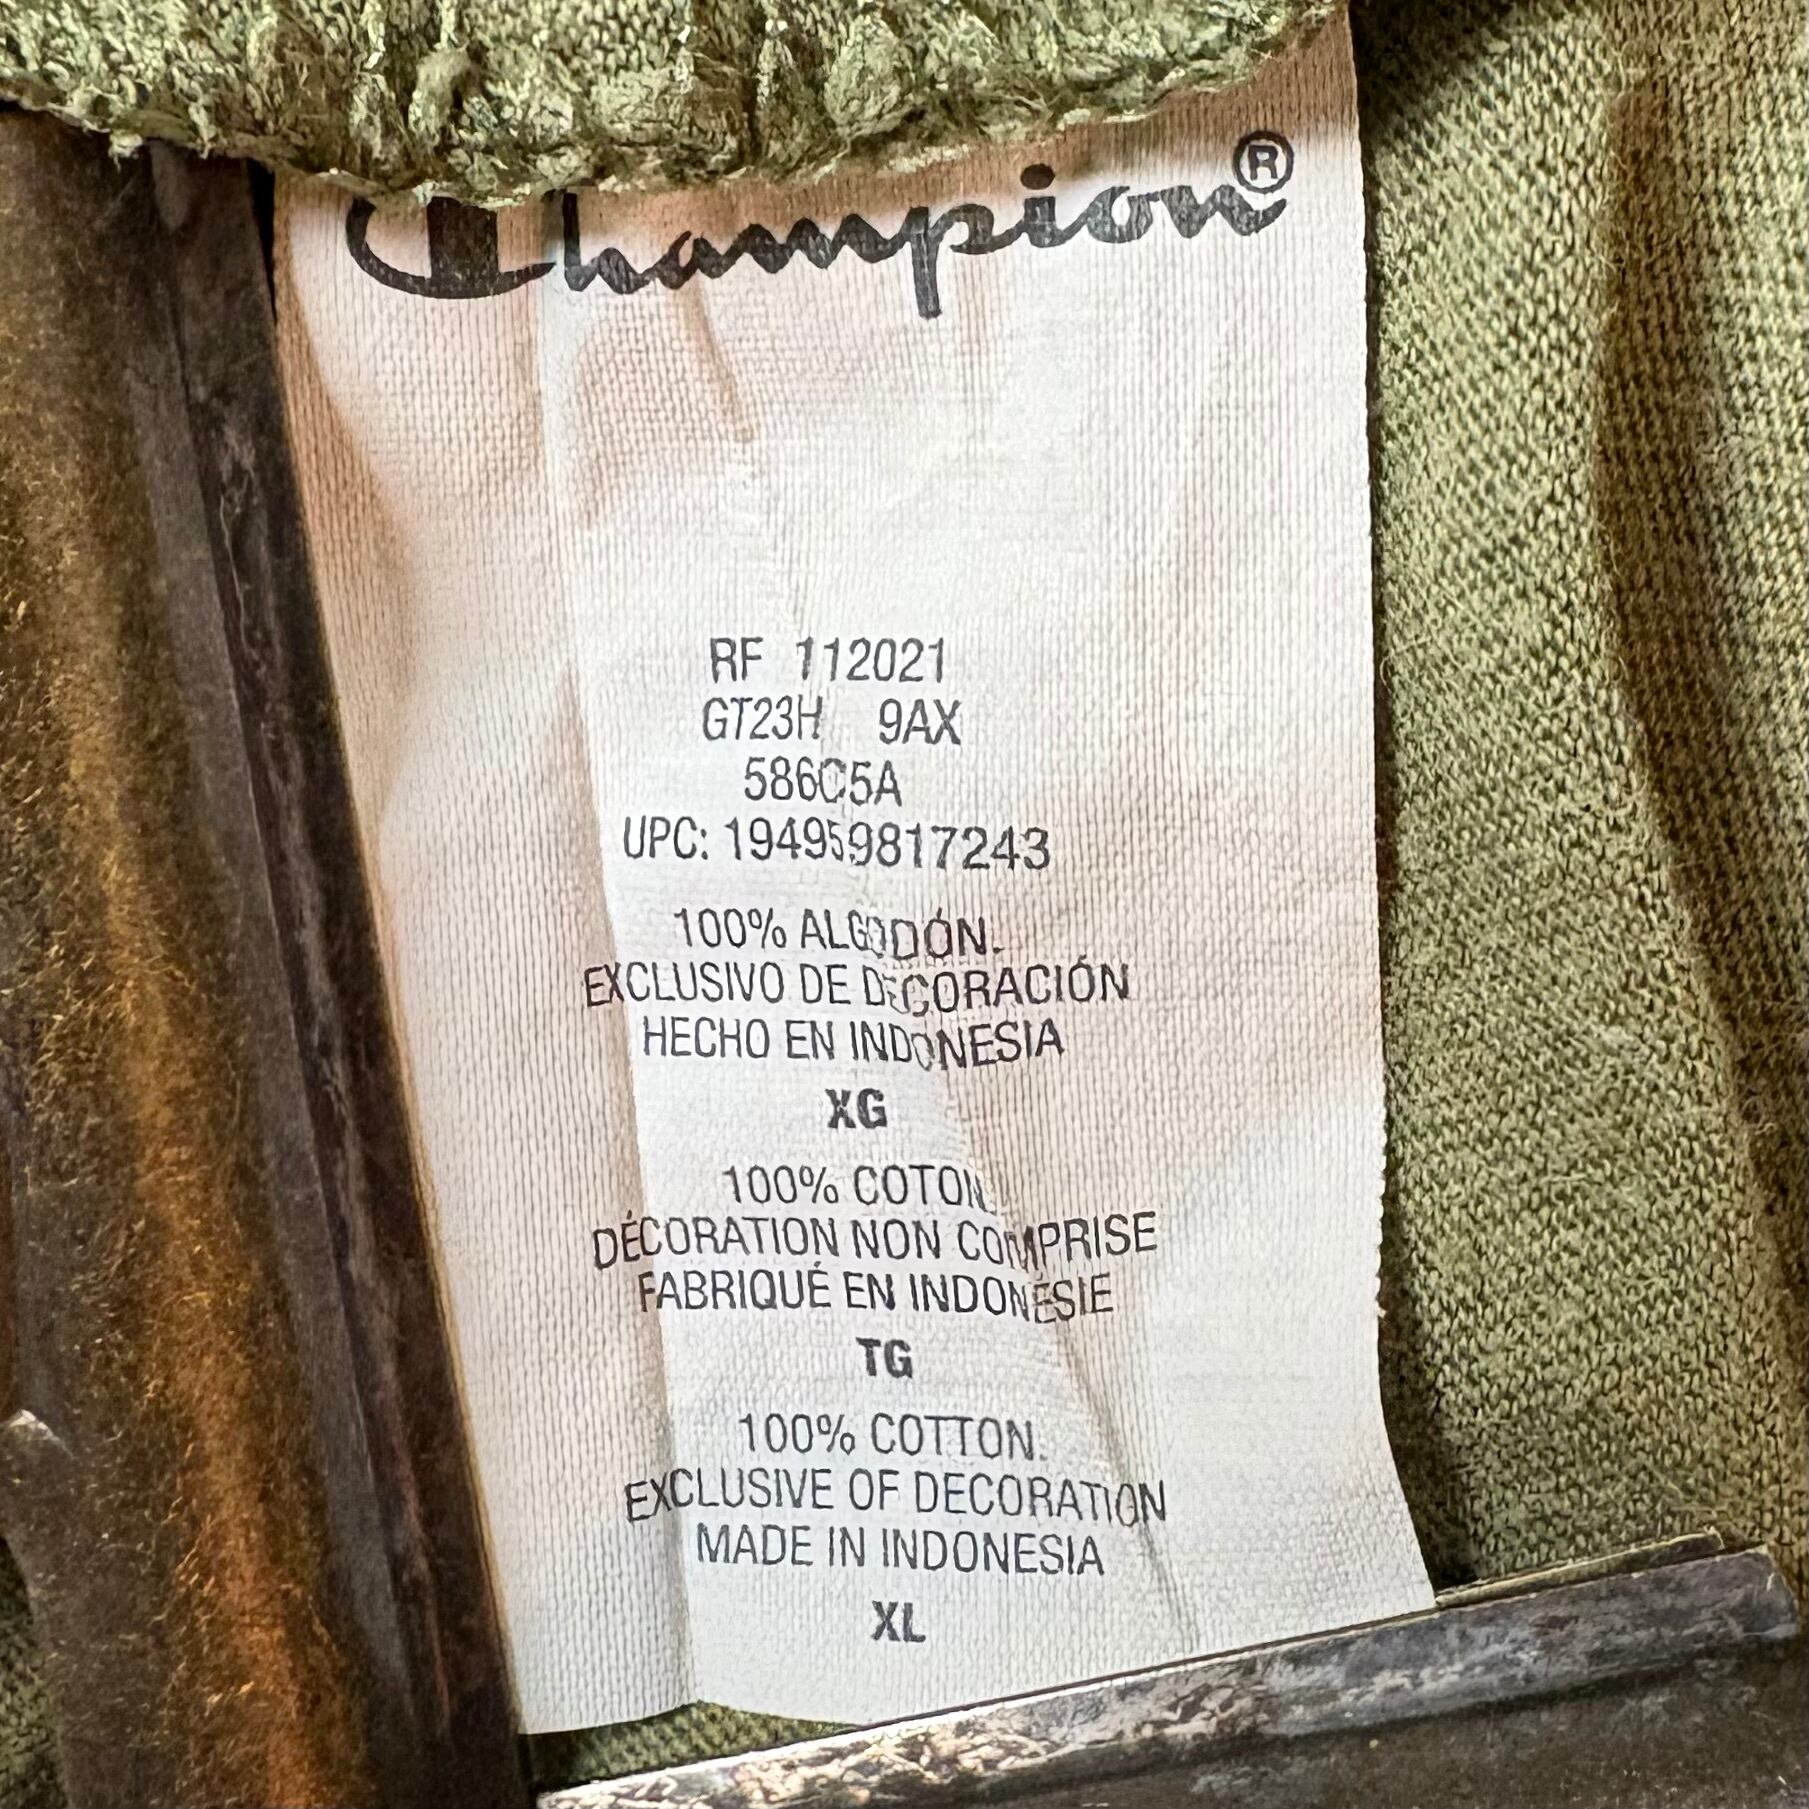 Champion®
RF 112021
GT23H 9AX
586C5A
UPC: 194959817243
100% ALGODÓN.
EXCLUSIVO DE DECORACIÓN
HECHO EN INDONESIA
XG
100% COTON.
DÉCORATION NON COMPRISE
FABRIQUÉ EN INDONÉSIE
TG
100% COTTON.
EXCLUSIVE OF DECORATION
MADE IN INDONESIA
XL